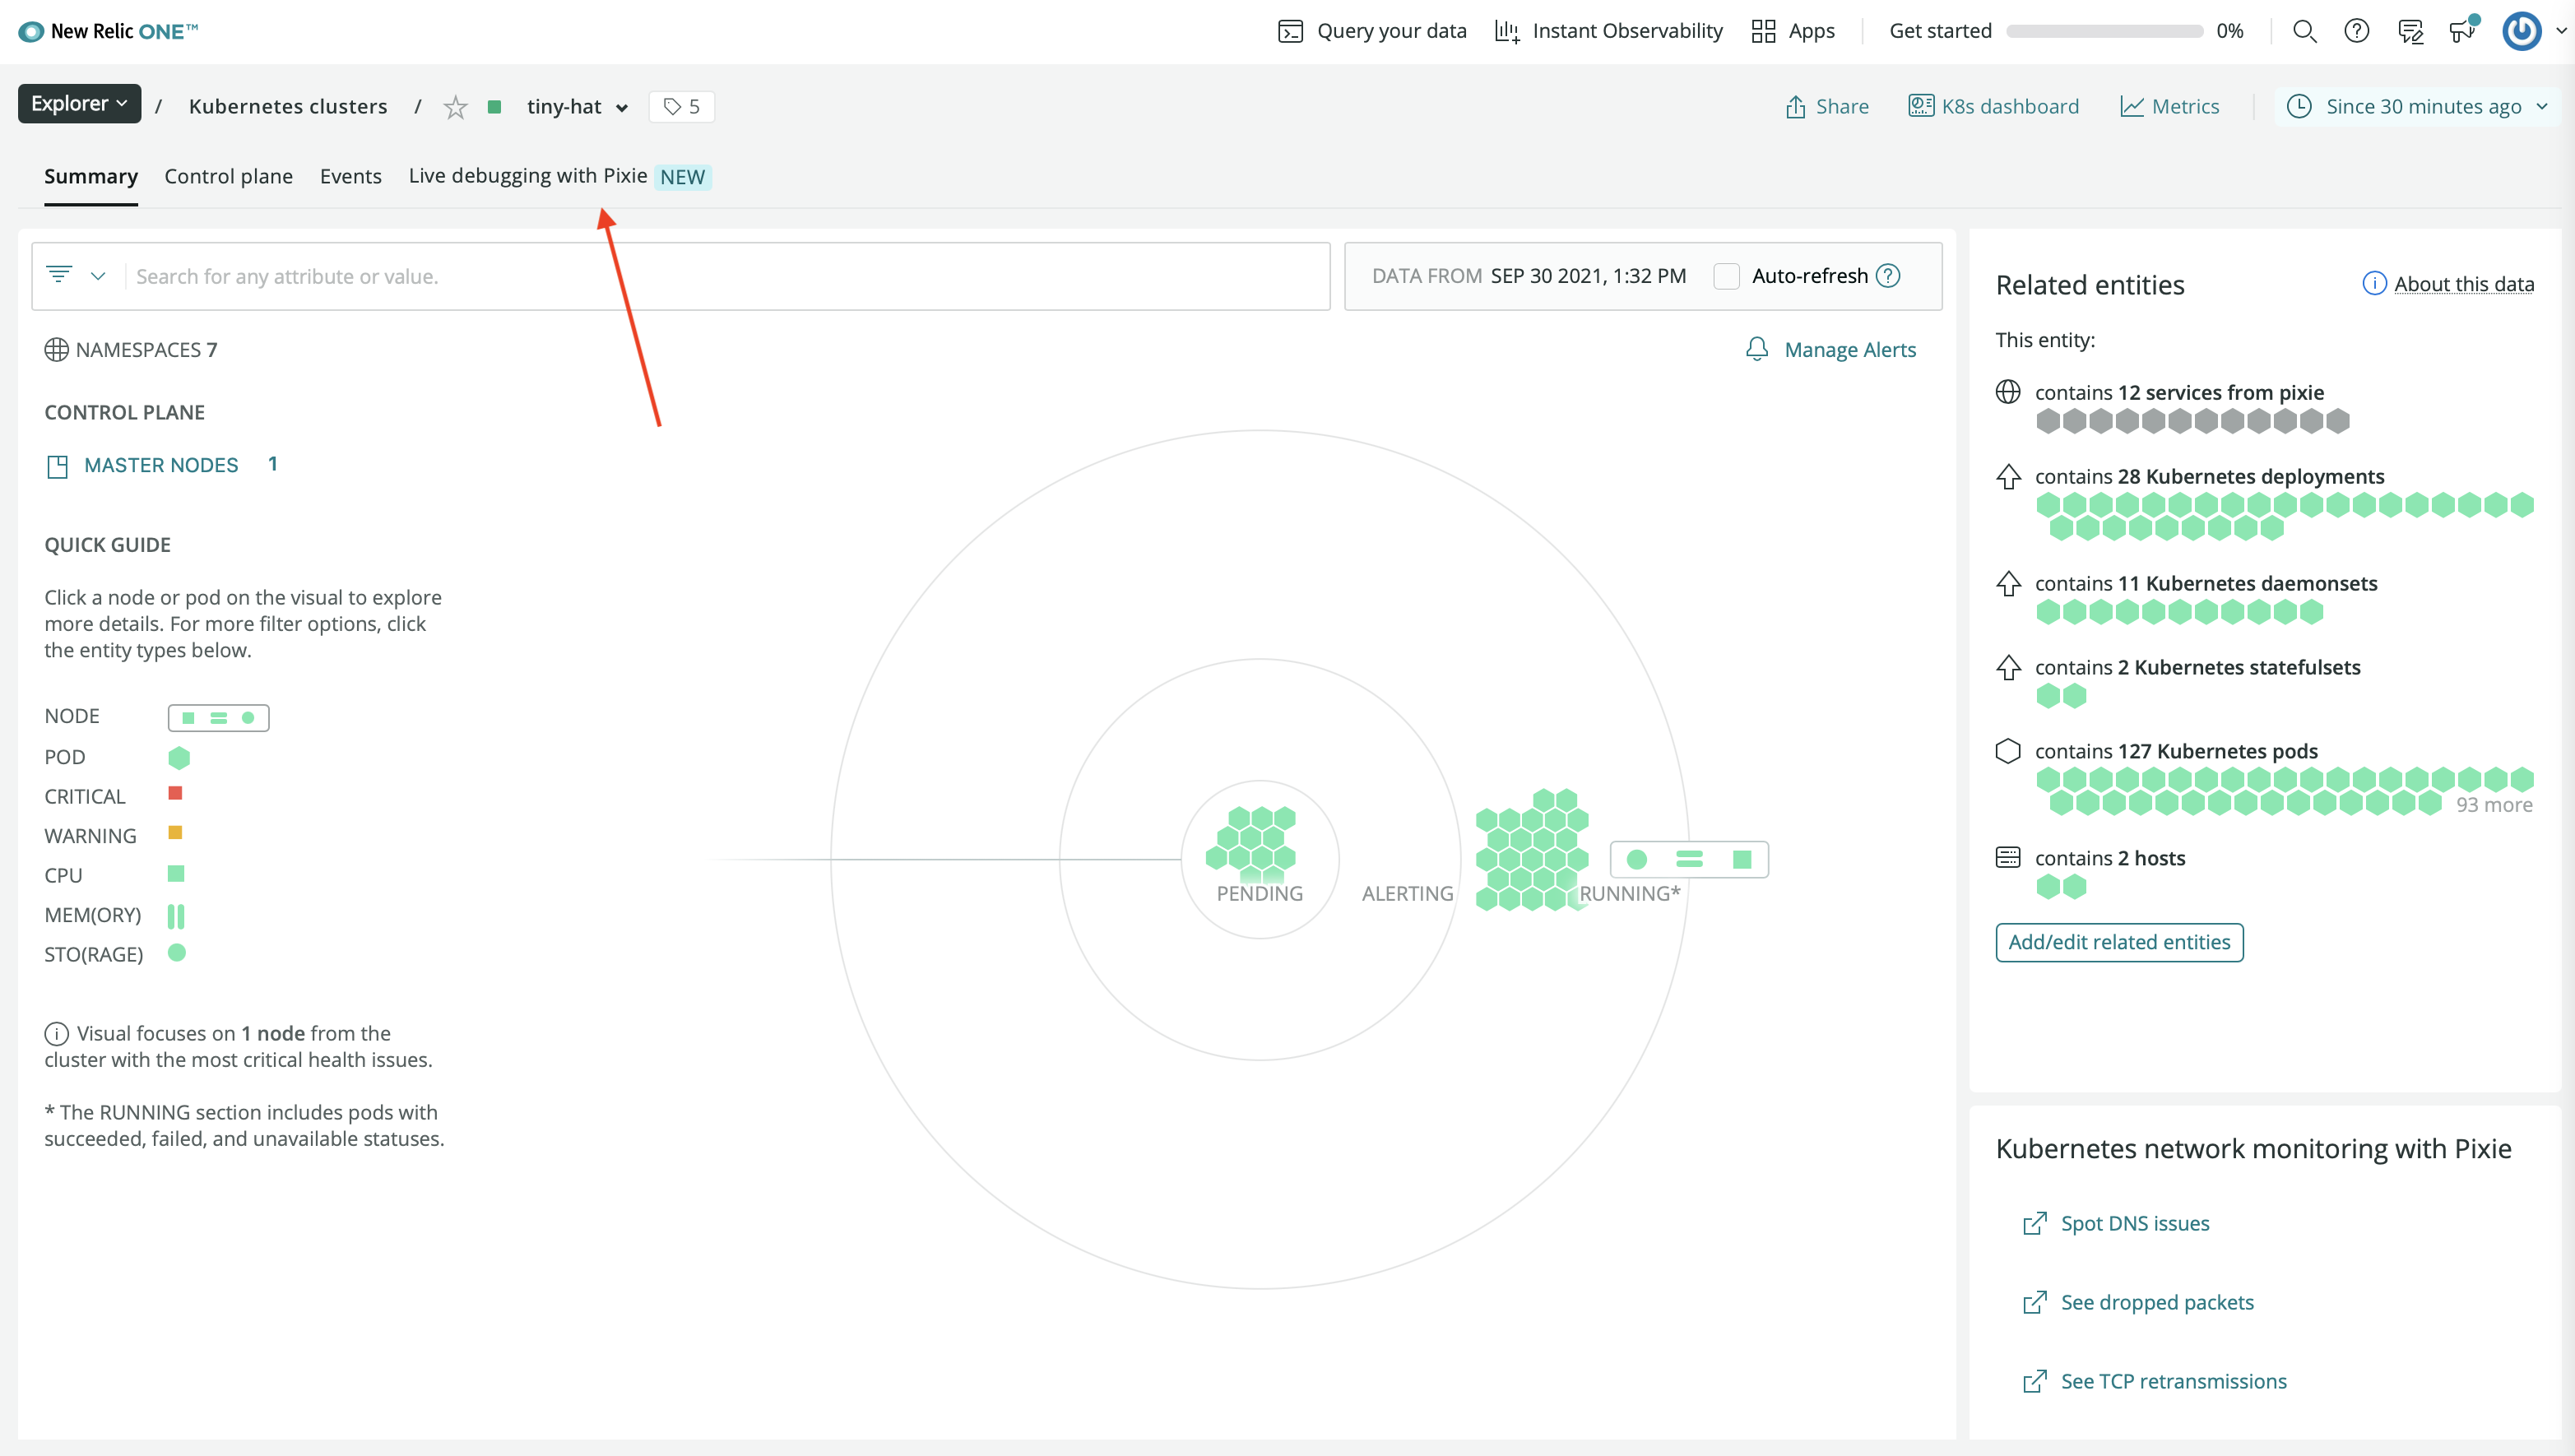 New Relic ONE™
Query your data
Instant Observability
Apps
Get started
0%
Explorer / Kubernetes clusters / tiny-hat
5
Share
K8s dashboard
Metrics
Since 30 minutes ago
Summary
Control plane
Events
Live debugging with Pixie NEW
Search for any attribute or value.
DATA FROM SEP 30 2021, 1:32 PM
Auto-refresh
NAMESPACES 7
Manage Alerts
CONTROL PLANE
MASTER NODES 1
QUICK GUIDE
Click a node or pod on the visual to explore
more details. For more filter options, click
the entity types below.
NODE
POD
CRITICAL
WARNING
CPU
MEM(ORY)
STO(RAGE)
Visual focuses on 1 node from the
cluster with the most critical health issues.
* The RUNNING section includes pods with
succeeded, failed, and unavailable statuses.
PENDING
ALERTING
RUNNING*
Related entities
About this data
This entity:
contains 12 services from pixie
contains 28 Kubernetes deployments
contains 11 Kubernetes daemonsets
contains 2 Kubernetes statefulsets
contains 127 Kubernetes pods
93 more
contains 2 hosts
Add/edit related entities
Kubernetes network monitoring with Pixie
Spot DNS issues
See dropped packets
See TCP retransmissions